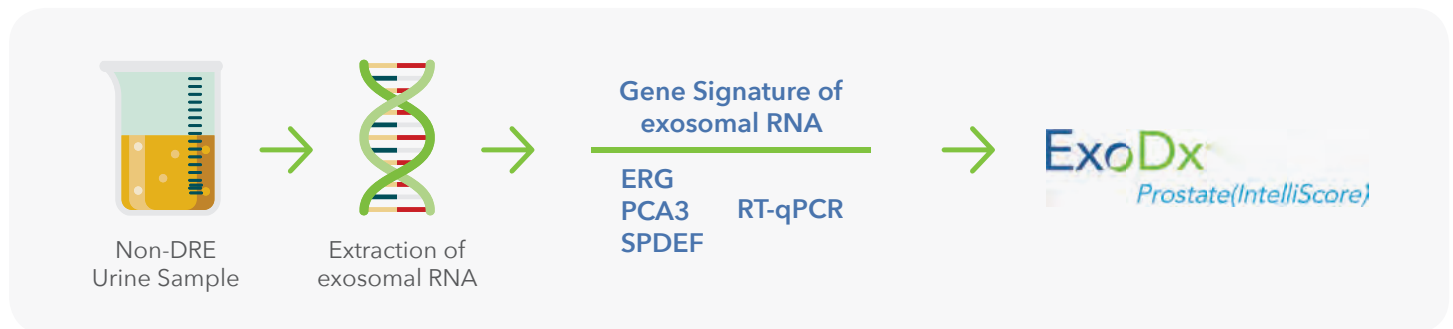 Non-DRE
Urine Sample
Extraction of
exosomal RNA
Gene Signature of
exosomal RNA
ERG
PCA3
SPDEF
RT-qPCR
ExoDx
Prostate(IntelliScore)